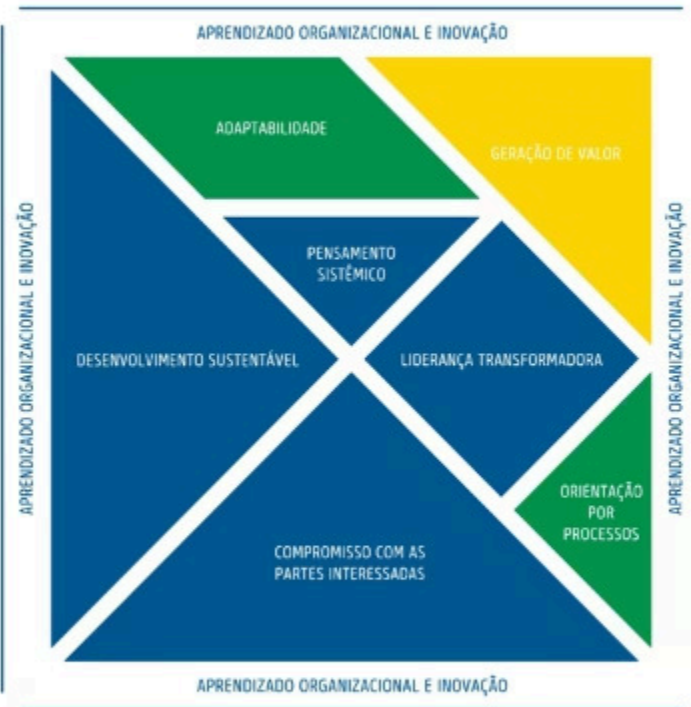 APRENDIZADO ORGANIZACIONAL E INOVAÇÃO
ADAPTABILIDADE
GERAÇÃO DE VALOR
APRENDIZADO ORGANIZACIONAL E INOVAÇÃO
APRENDIZADO ORGANIZACIONAL E INOVAÇÃO
PENSAMENTO
SISTÊMICO
DESENVOLVIMENTO SUSTENTÁVEL
LIDERANÇA TRANSFORMADORA
ORIENTAÇÃO
POR
PROCESSOS
COMPROMISSO COM AS
PARTES INTERESSADAS
APRENDIZADO ORGANIZACIONAL E INOVAÇÃO